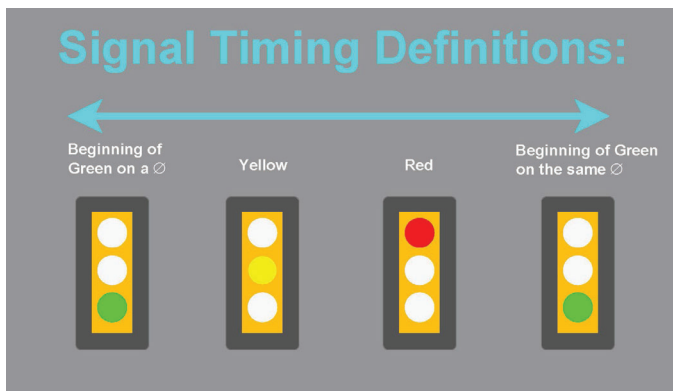 Signal Timing Definitions:
Beginning of
Green on a ∅
Yellow
Red
Beginning of Green
on the same ∅